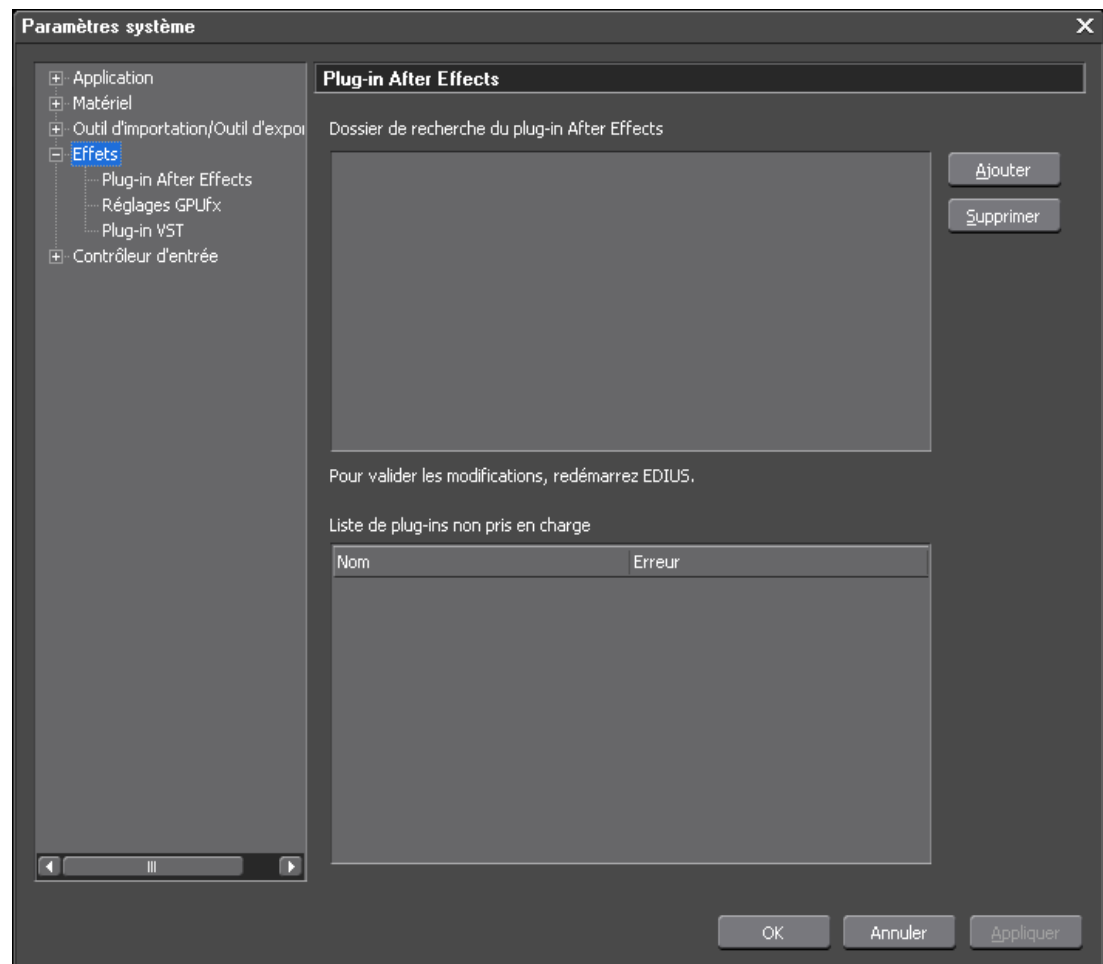 Paramètres système
Application
Matériel
Outil d'importation/Outil d'expor
Effets
Plug-in After Effects
Réglages GPUfx
Plug-in VST
Contrôleur d'entrée
Plug-in After Effects
Dossier de recherche du plug-in After Effects
Ajouter
Supprimer
Pour valider les modifications, redémarrez EDIUS.
Liste de plug-ins non pris en charge
Nom Erreur
OK Annuler Appliquer